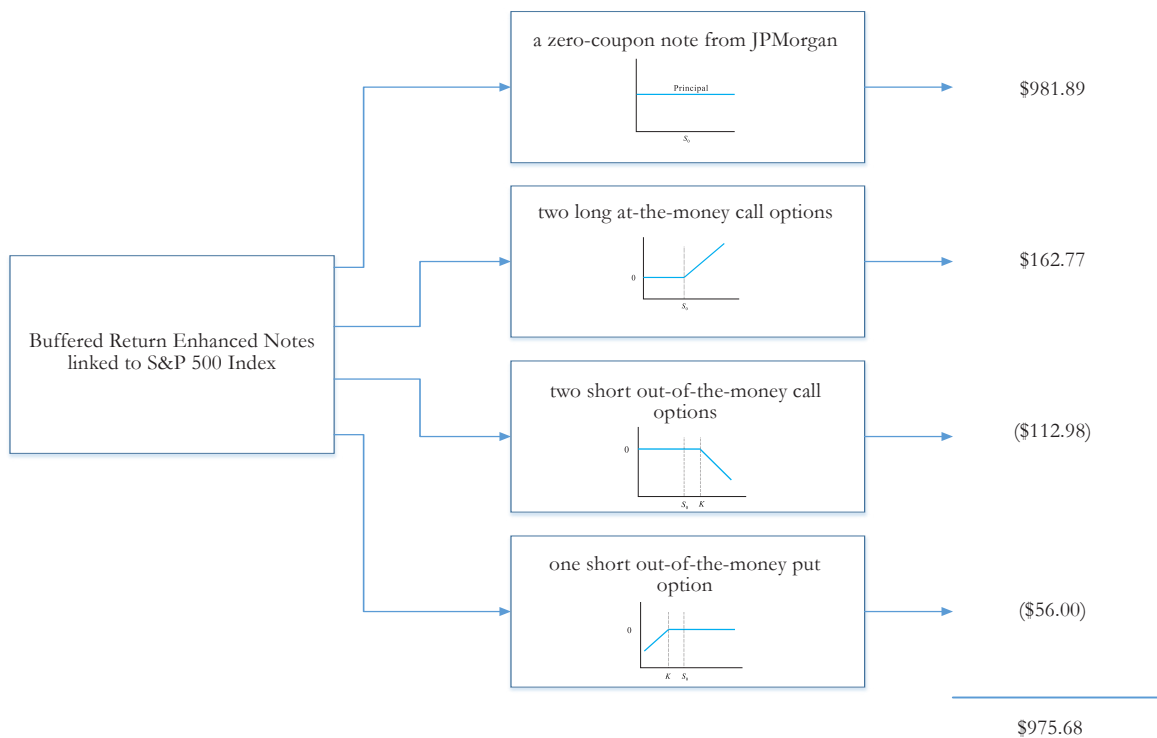 a zero-coupon note from JPMorgan
Principal
S₀
$981.89
two long at-the-money call options
0
S₀
$162.77
Buffered Return Enhanced Notes
linked to S&P 500 Index
two short out-of-the-money call
options
0
S₀ K
($112.98)
one short out-of-the-money put
option
0
K S₀
($56.00)
$975.68